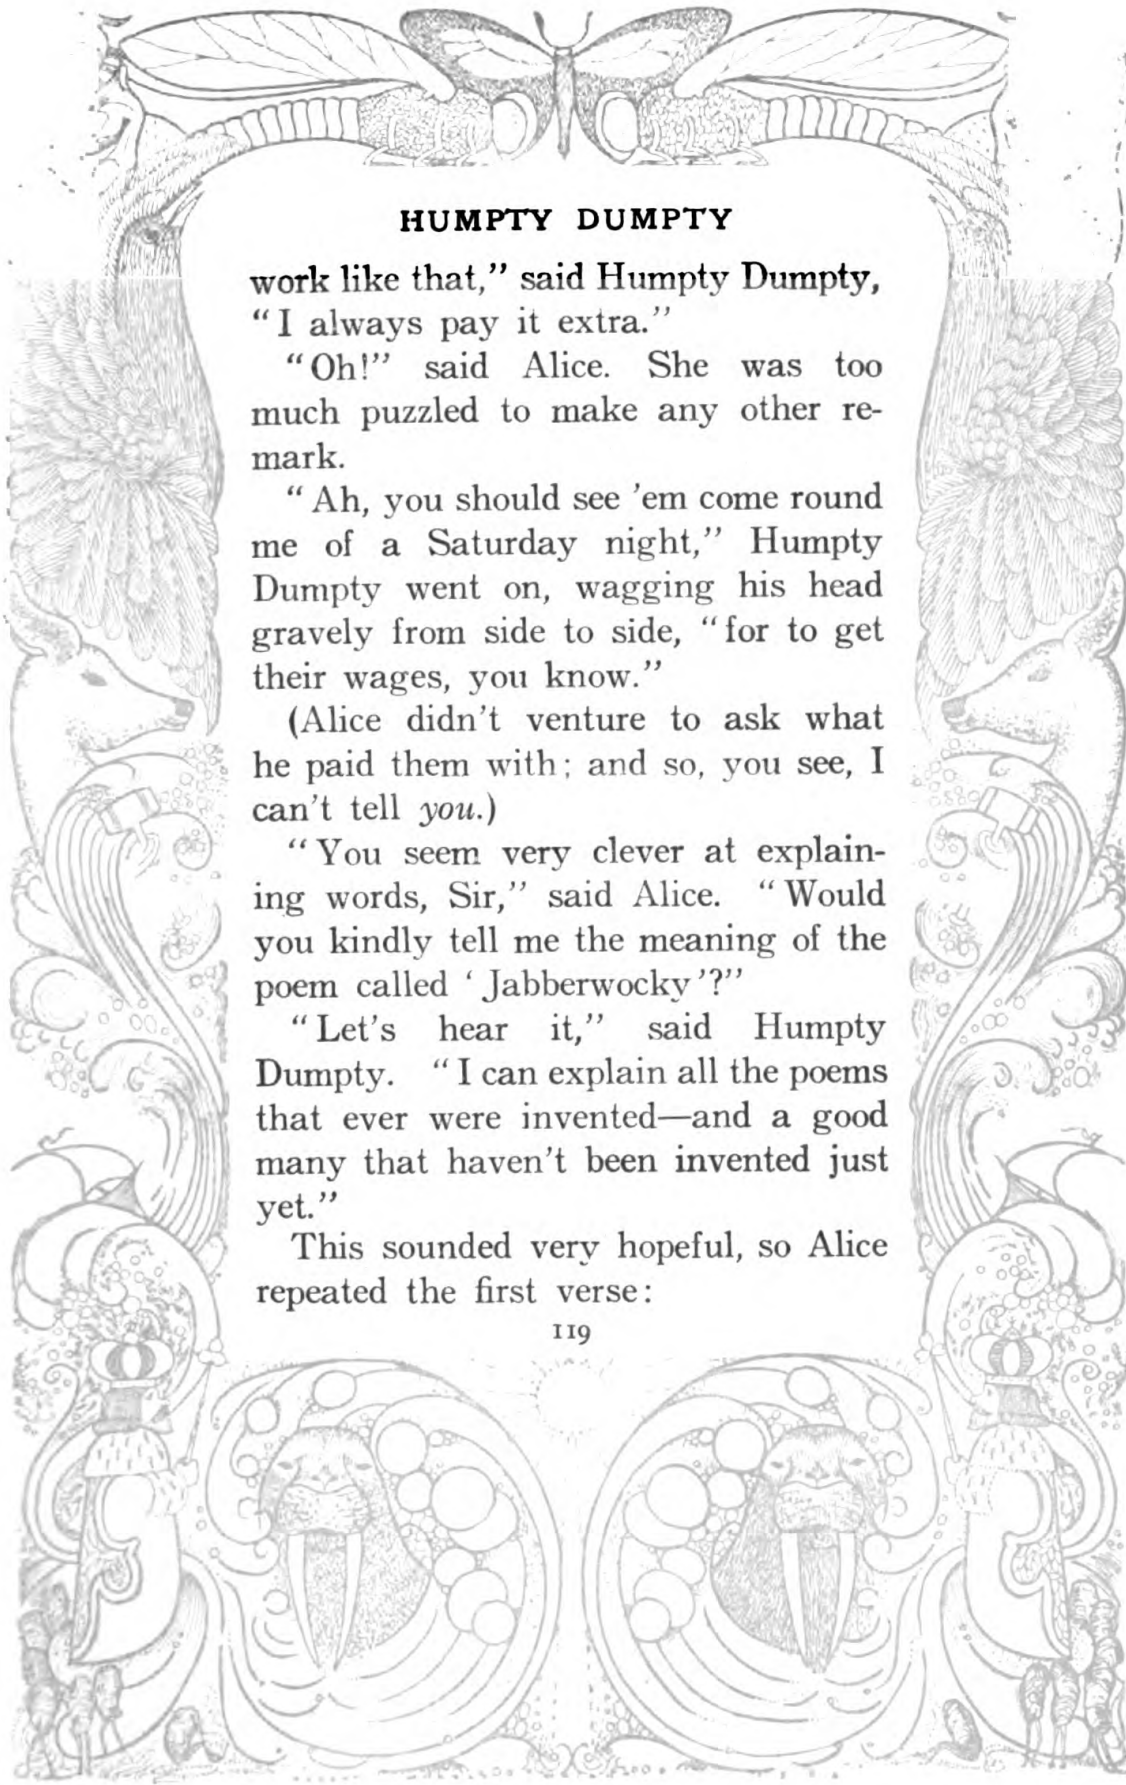 HUMPTY DUMPTY
work like that,” said Humpty Dumpty,
“I always pay it extra.”
“Oh!” said Alice. She was too
much puzzled to make any other re-
mark.
“Ah, you should see ’em come round
me of a Saturday night,” Humpty
Dumpty went on, wagging his head
gravely from side to side, “for to get
their wages, you know.”
(Alice didn’t venture to ask what
he paid them with; and so, you see, I
can’t tell you.)
“You seem very clever at explain-
ing words, Sir,” said Alice. “Would
you kindly tell me the meaning of the
poem called ‘Jabberwocky’?”
“Let’s hear it,” said Humpty
Dumpty. “I can explain all the poems
that ever were invented—and a good
many that haven’t been invented just
yet.”
This sounded very hopeful, so Alice
repeated the first verse:
119